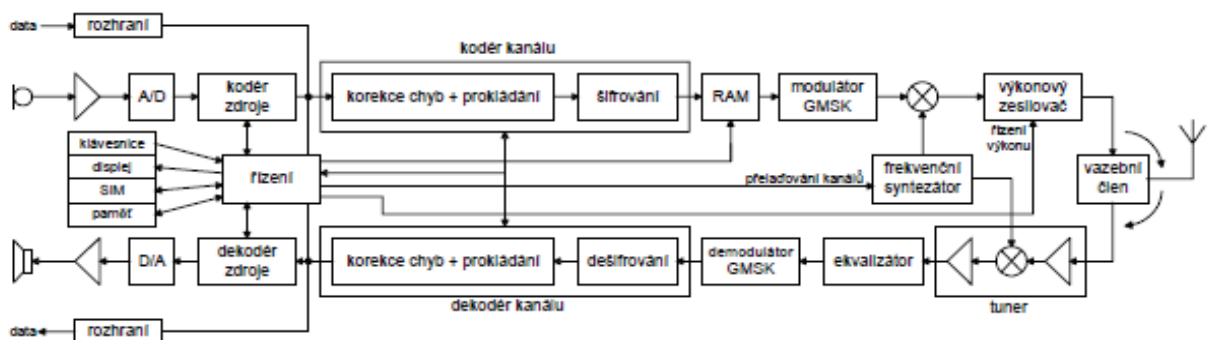 data
rozhraní
kodér kanálu
A/D
kodér
zdroje
korekce chyb + prokládání
šifrování
RAM
modulátor
GMSK
výkonový
zesilovač
klávesnice
displej
SIM
paměť
řízení
řízení
výkonu
přelaďování kanálů
frekvenční
syntezátor
vazební
člen
D/A
dekodér
zdroje
korekce chyb + prokládání
dešifrování
demodulátor
GMSK
ekvalizátor
dekodér kanálu
tuner
data
rozhraní